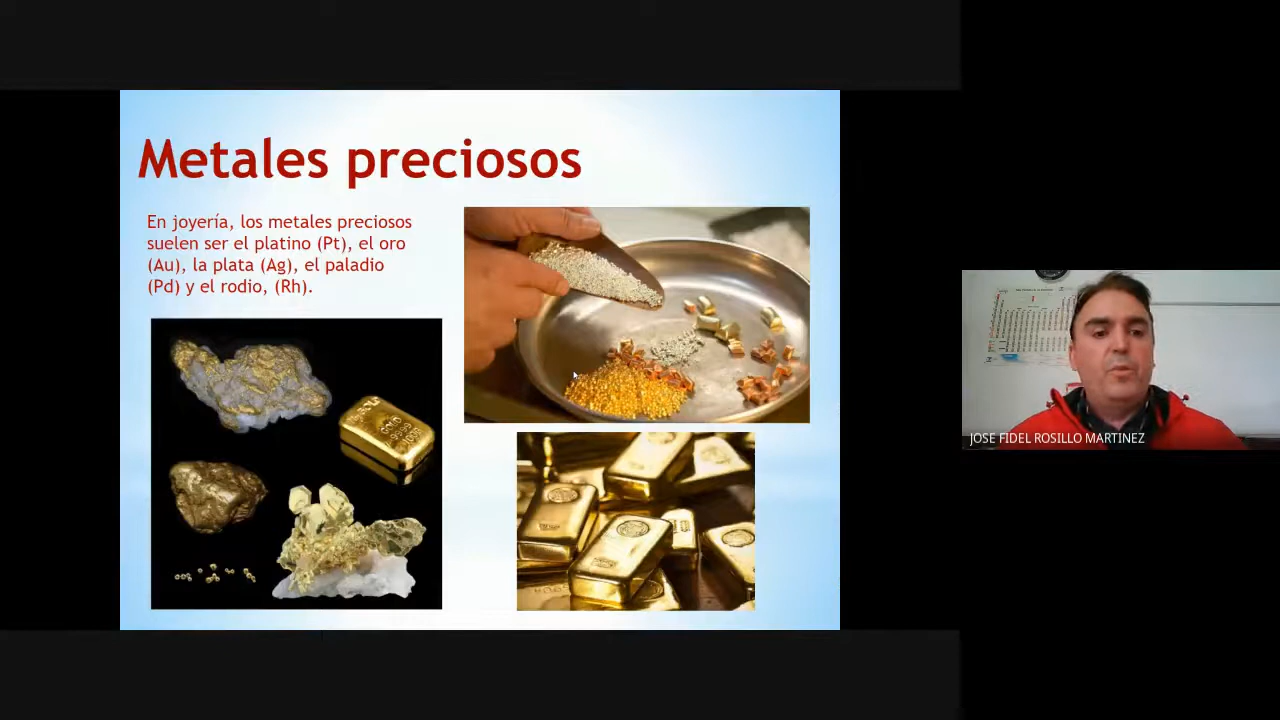 Metales preciosos
En joyería, los metales preciosos
suelen ser el platino (Pt), el oro
(Au), la plata (Ag), el paladio
(Pd) y el rodio, (Rh).
GOLD
JOSE FIDEL ROSILLO MARTINEZ